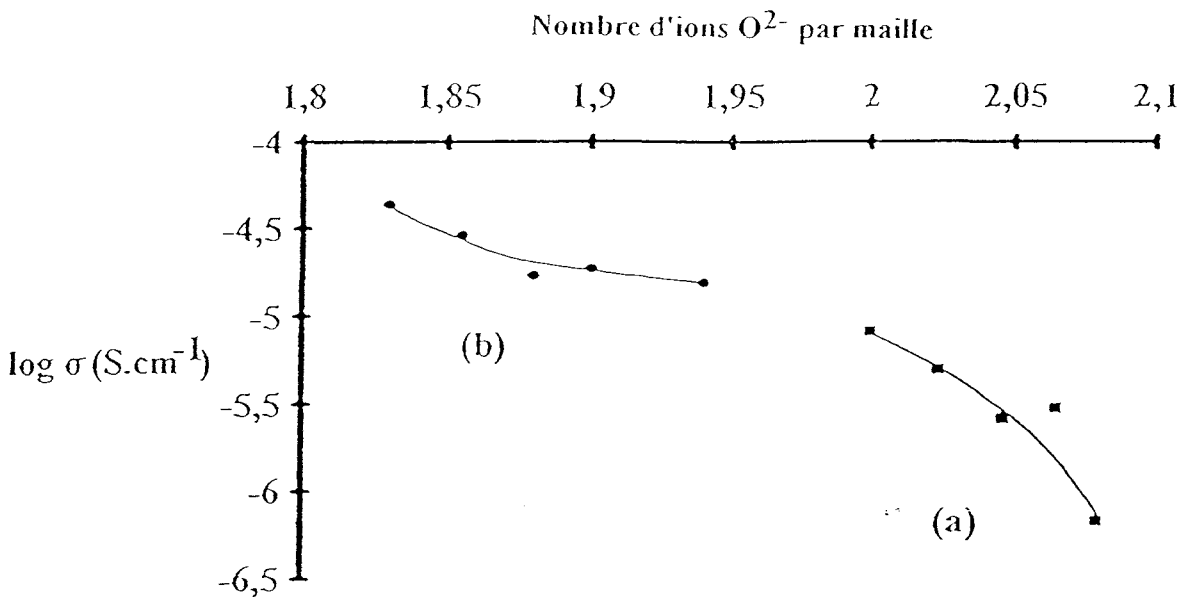 Nombre d'ions O²⁻ par maille
1,8 1,85 1,9 1,95 2 2,05 2,1
-4
-4,5
-5
(b)
log σ (S.cm⁻¹)
-5,5
-6
(a)
-6,5